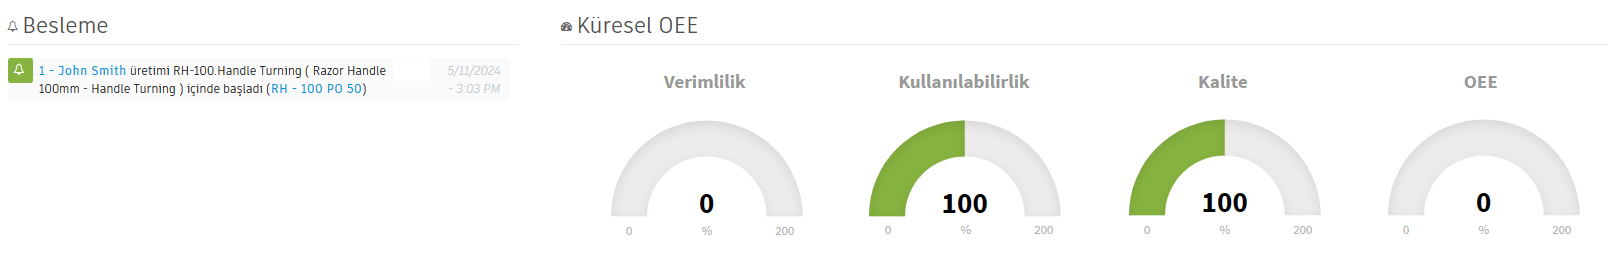 Besleme
1 - John Smith üretimi RH-100.Handle Turning ( Razor Handle
100mm - Handle Turning ) içinde başladı (RH - 100 PO 50)
5/11/2024
- 3:03 PM
Küresel OEE
Verimlilik
0
0 % 200
Kullanılabilirlik
100
0 % 200
Kalite
100
0 % 200
OEE
0
0 % 200